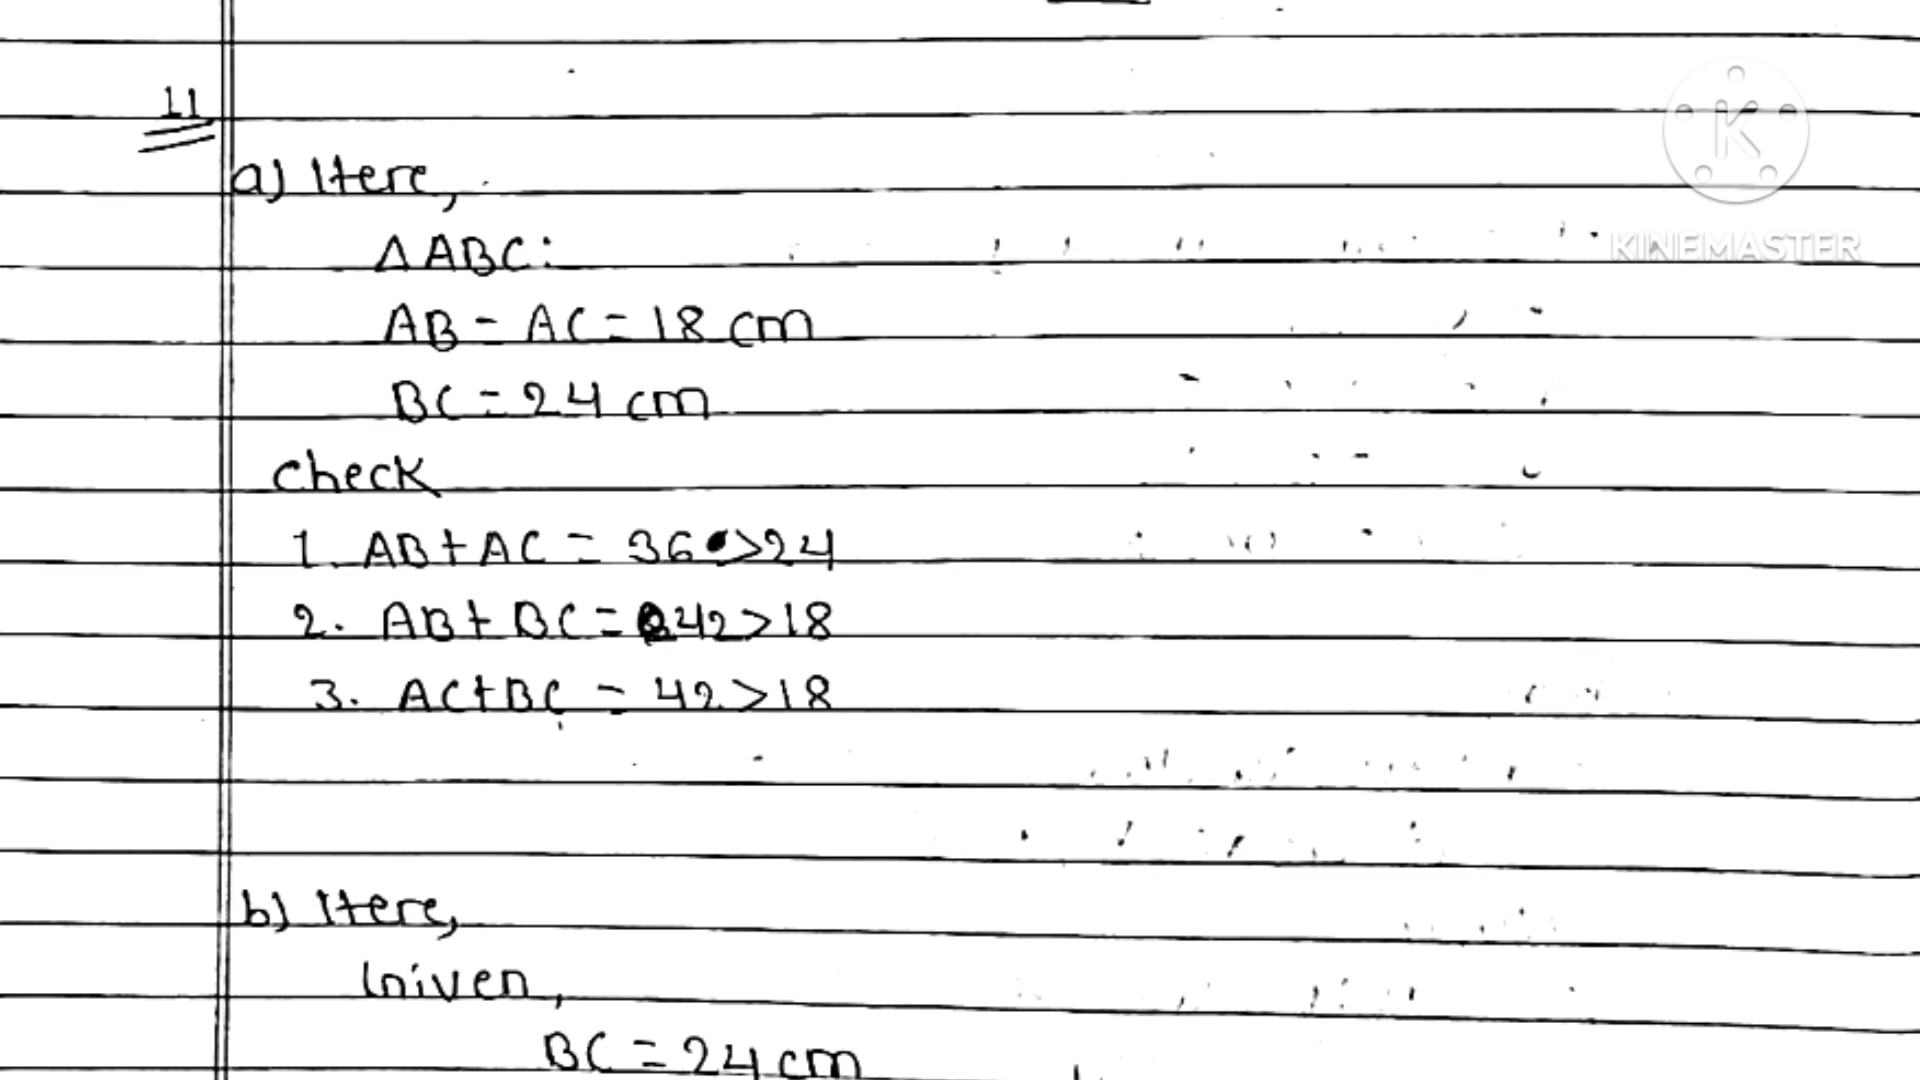 11
a) Here,
△ABC:
AB = AC = 18 cm
BC = 24 cm
check
1. AB + AC = 36 > 24
2. AB + BC = 42 > 18
3. AC + BC = 42 > 18
b) Here,
Given,
BC = 24 cm
K
KINEMASTER